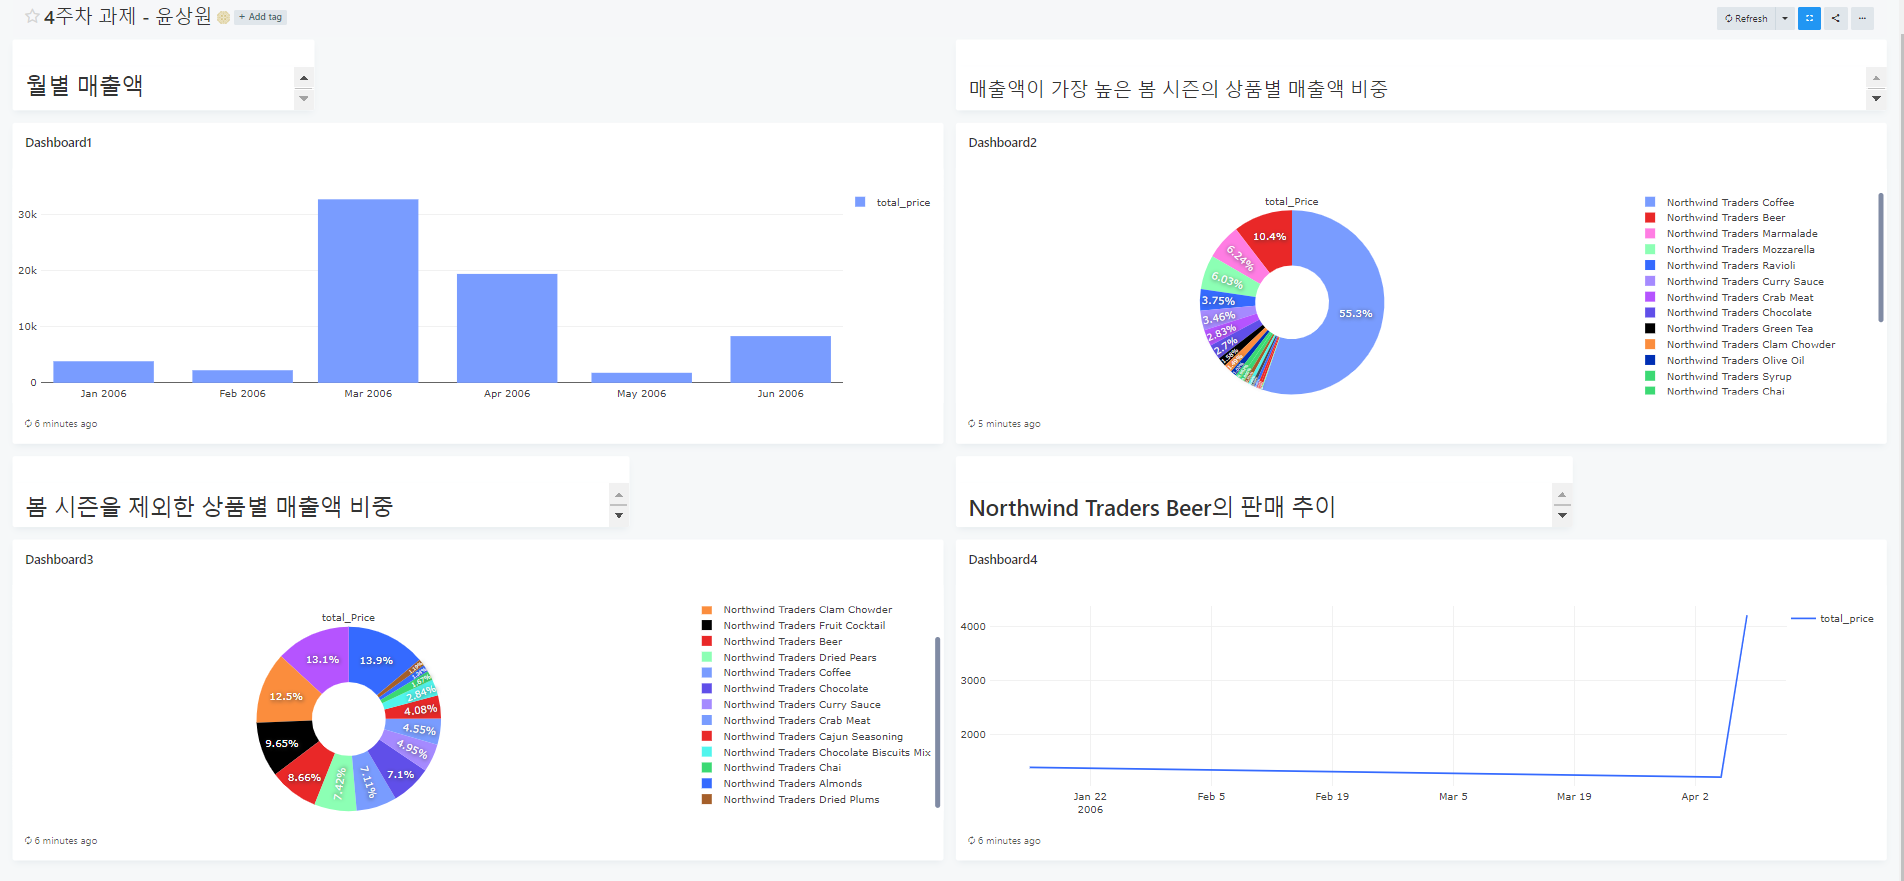 4주차 과제 - 윤상원
+ Add tag
Refresh
월별 매출액
매출액이 가장 높은 봄 시즌의 상품별 매출액 비중
Dashboard1
total_price
30k
20k
10k
0
Jan 2006
Feb 2006
Mar 2006
Apr 2006
May 2006
Jun 2006
6 minutes ago
Dashboard2
total_Price
10.4%
6.24%
6.03%
3.75%
3.46%
2.83%
2.7%
1.58%
55.3%
Northwind Traders Coffee
Northwind Traders Beer
Northwind Traders Marmalade
Northwind Traders Mozzarella
Northwind Traders Ravioli
Northwind Traders Curry Sauce
Northwind Traders Crab Meat
Northwind Traders Chocolate
Northwind Traders Green Tea
Northwind Traders Clam Chowder
Northwind Traders Olive Oil
Northwind Traders Syrup
Northwind Traders Chai
5 minutes ago
봄 시즌을 제외한 상품별 매출액 비중
Northwind Traders Beer의 판매 추이
Dashboard3
total_Price
13.1%
13.9%
12.5%
9.65%
8.66%
7.42%
7.11%
7.1%
4.95%
4.55%
4.08%
2.84%
Northwind Traders Clam Chowder
Northwind Traders Fruit Cocktail
Northwind Traders Beer
Northwind Traders Dried Pears
Northwind Traders Coffee
Northwind Traders Chocolate
Northwind Traders Curry Sauce
Northwind Traders Crab Meat
Northwind Traders Cajun Seasoning
Northwind Traders Chocolate Biscuits Mix
Northwind Traders Chai
Northwind Traders Almonds
Northwind Traders Dried Plums
6 minutes ago
Dashboard4
total_price
4000
3000
2000
Jan 22
2006
Feb 5
Feb 19
Mar 5
Mar 19
Apr 2
6 minutes ago